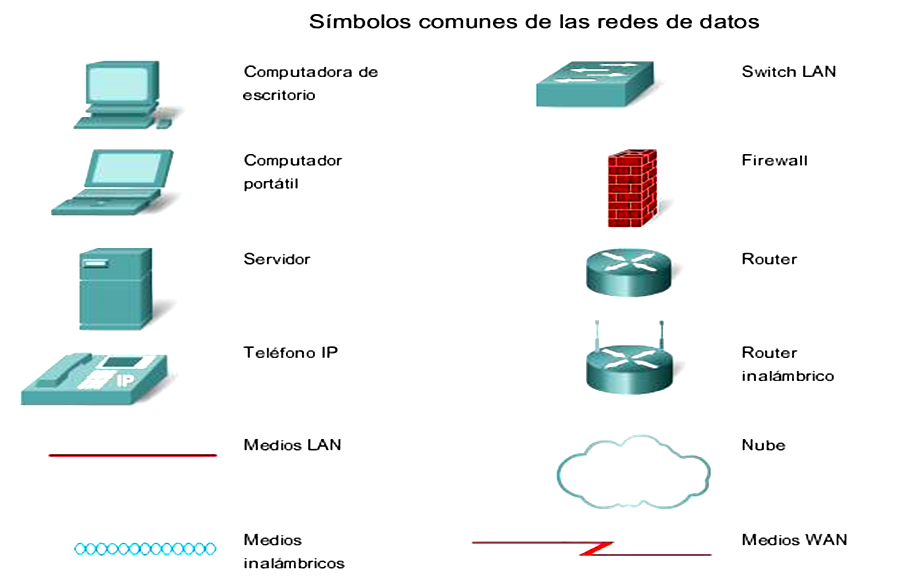 Símbolos comunes de las redes de datos
Computadora de
escritorio
Switch LAN
Computador
portátil
Firewall
Servidor
Router
Teléfono IP
IP
Router
inalámbrico
Medios LAN
Nube
Medios
inalámbricos
Medios WAN